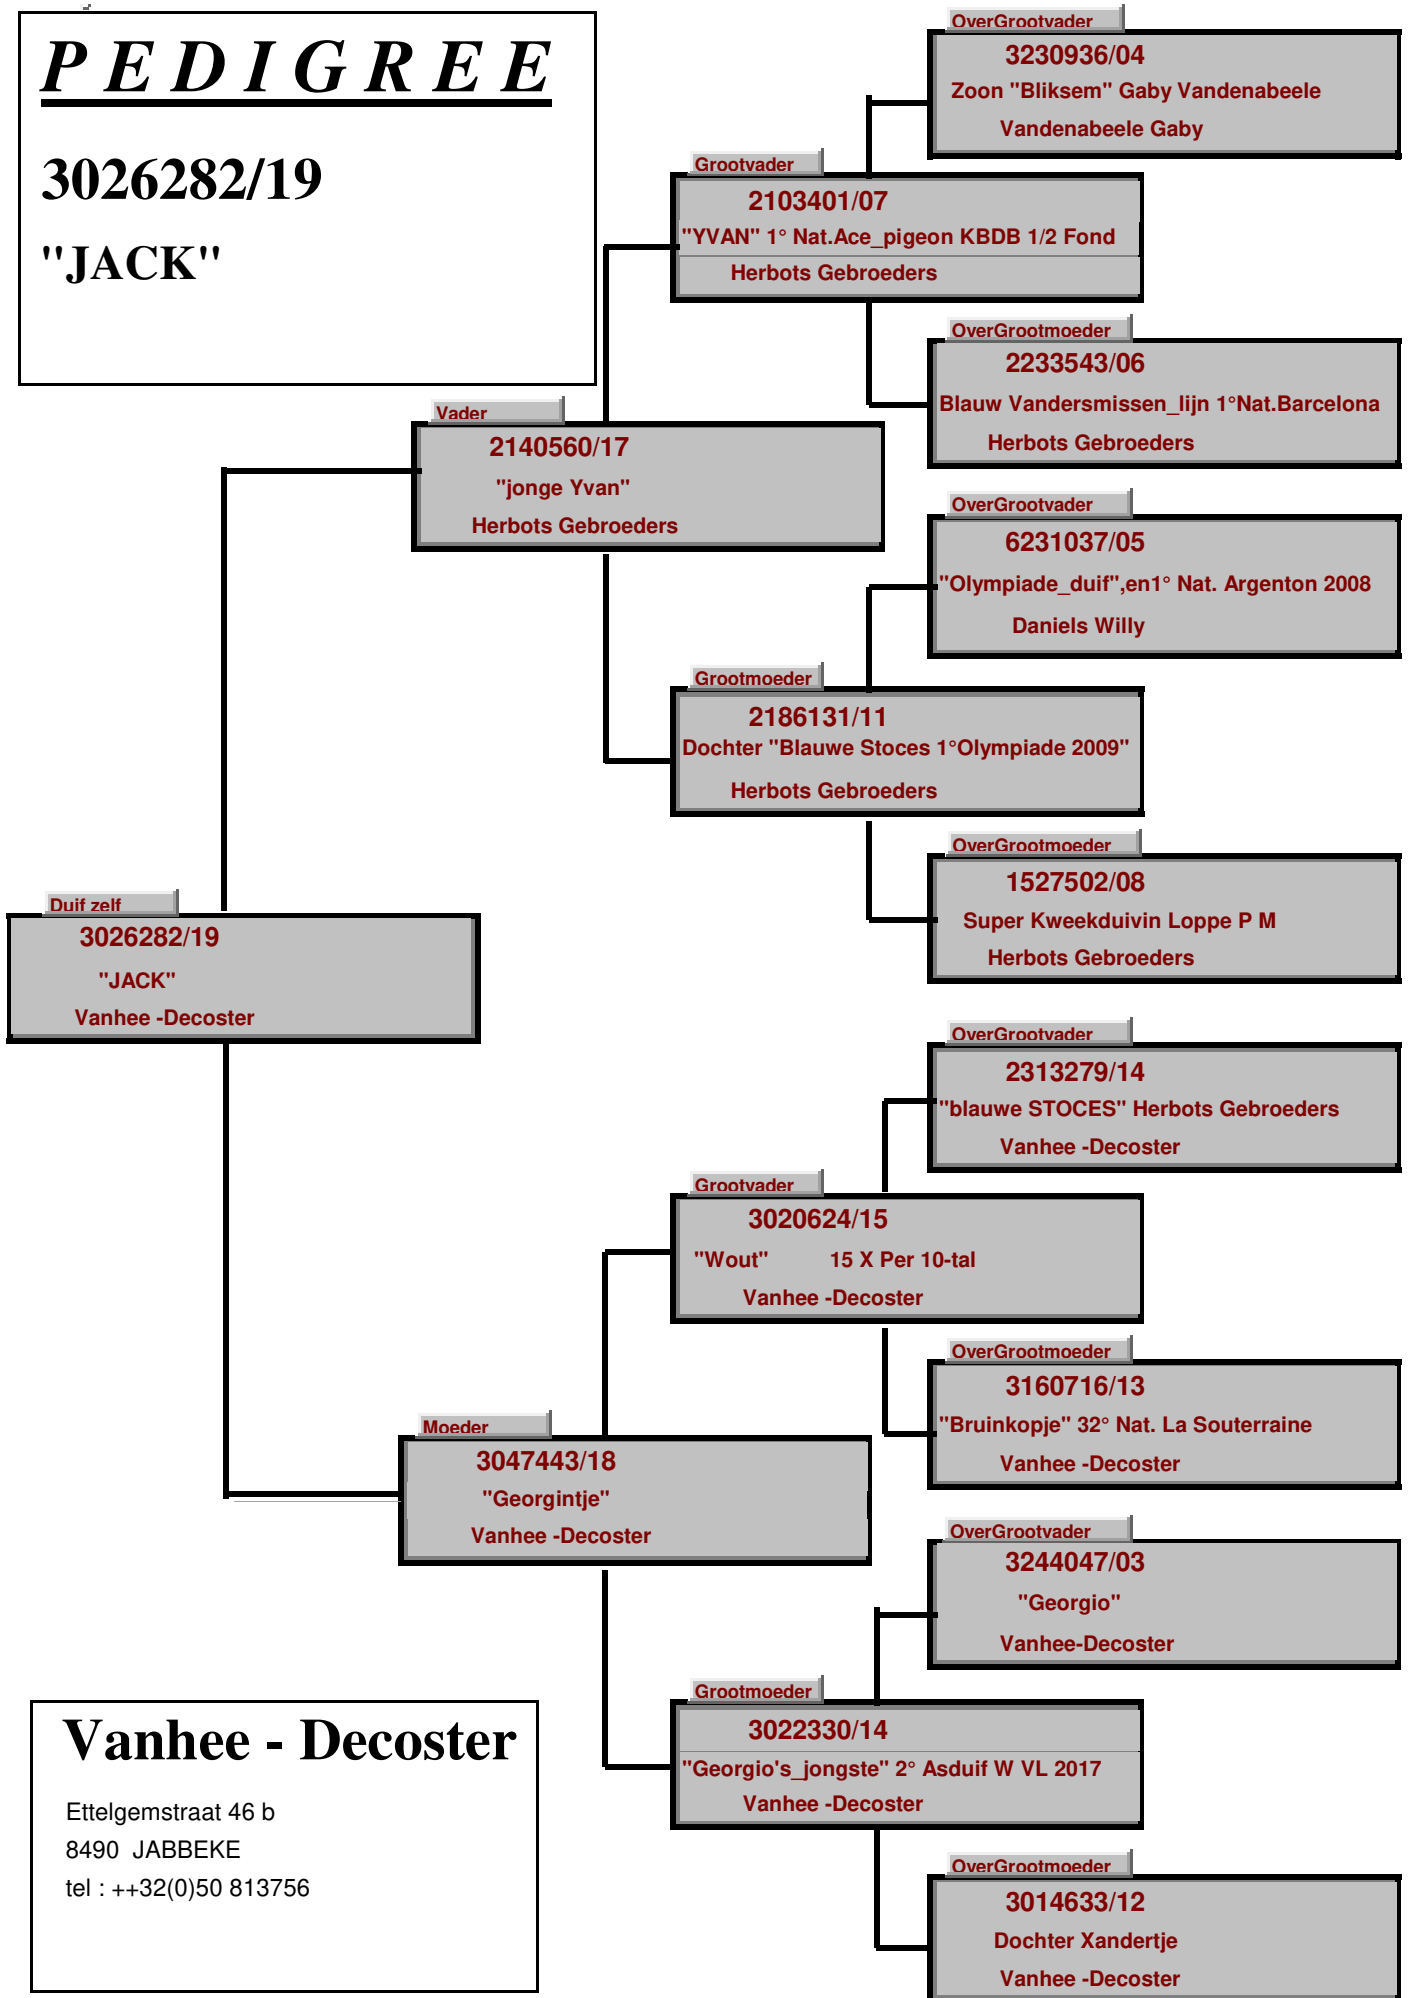 P E D I G R E E
3026282/19
"JACK"
OverGrootvader
3230936/04
Zoon "Bliksem" Gaby Vandenabeele
Vandenabeele Gaby
Grootvader
2103401/07
"YVAN" 1° Nat.Ace_pigeon KBDB 1/2 Fond
Herbots Gebroeders
OverGrootmoeder
2233543/06
Blauw Vandersmissen_lijn 1°Nat.Barcelona
Herbots Gebroeders
Vader
2140560/17
"jonge Yvan"
Herbots Gebroeders
OverGrootvader
6231037/05
"Olympiade_duif",en1° Nat. Argenton 2008
Daniels Willy
Grootmoeder
2186131/11
Dochter "Blauwe Stoces 1°Olympiade 2009"
Herbots Gebroeders
OverGrootmoeder
1527502/08
Super Kweekduivin Loppe P M
Herbots Gebroeders
Duif zelf
3026282/19
"JACK"
Vanhee -Decoster
OverGrootvader
2313279/14
"blauwe STOCES" Herbots Gebroeders
Vanhee -Decoster
Grootvader
3020624/15
"Wout" 15 X Per 10-tal
Vanhee -Decoster
OverGrootmoeder
3160716/13
"Bruinkopje" 32° Nat. La Souterraine
Vanhee -Decoster
Moeder
3047443/18
"Georgintje"
Vanhee -Decoster
OverGrootvader
3244047/03
"Georgio"
Vanhee-Decoster
Grootmoeder
3022330/14
"Georgio's_jongste" 2° Asduif W VL 2017
Vanhee -Decoster
OverGrootmoeder
3014633/12
Dochter Xandertje
Vanhee -Decoster
Vanhee - Decoster
Ettelgemstraat 46 b
8490 JABBEKE
tel : ++32(0)50 813756